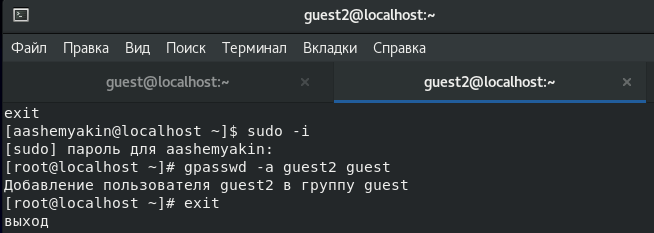 guest2@localhost:~
Файл Правка Вид Поиск Терминал Вкладки Справка
guest@localhost:~ × guest2@localhost:~ ×
exit
[aashemyakin@localhost ~]$ sudo -i
[sudo] пароль для aashemyakin:
[root@localhost ~]# gpasswd -a guest2 guest
Добавление пользователя guest2 в группу guest
[root@localhost ~]# exit
выход